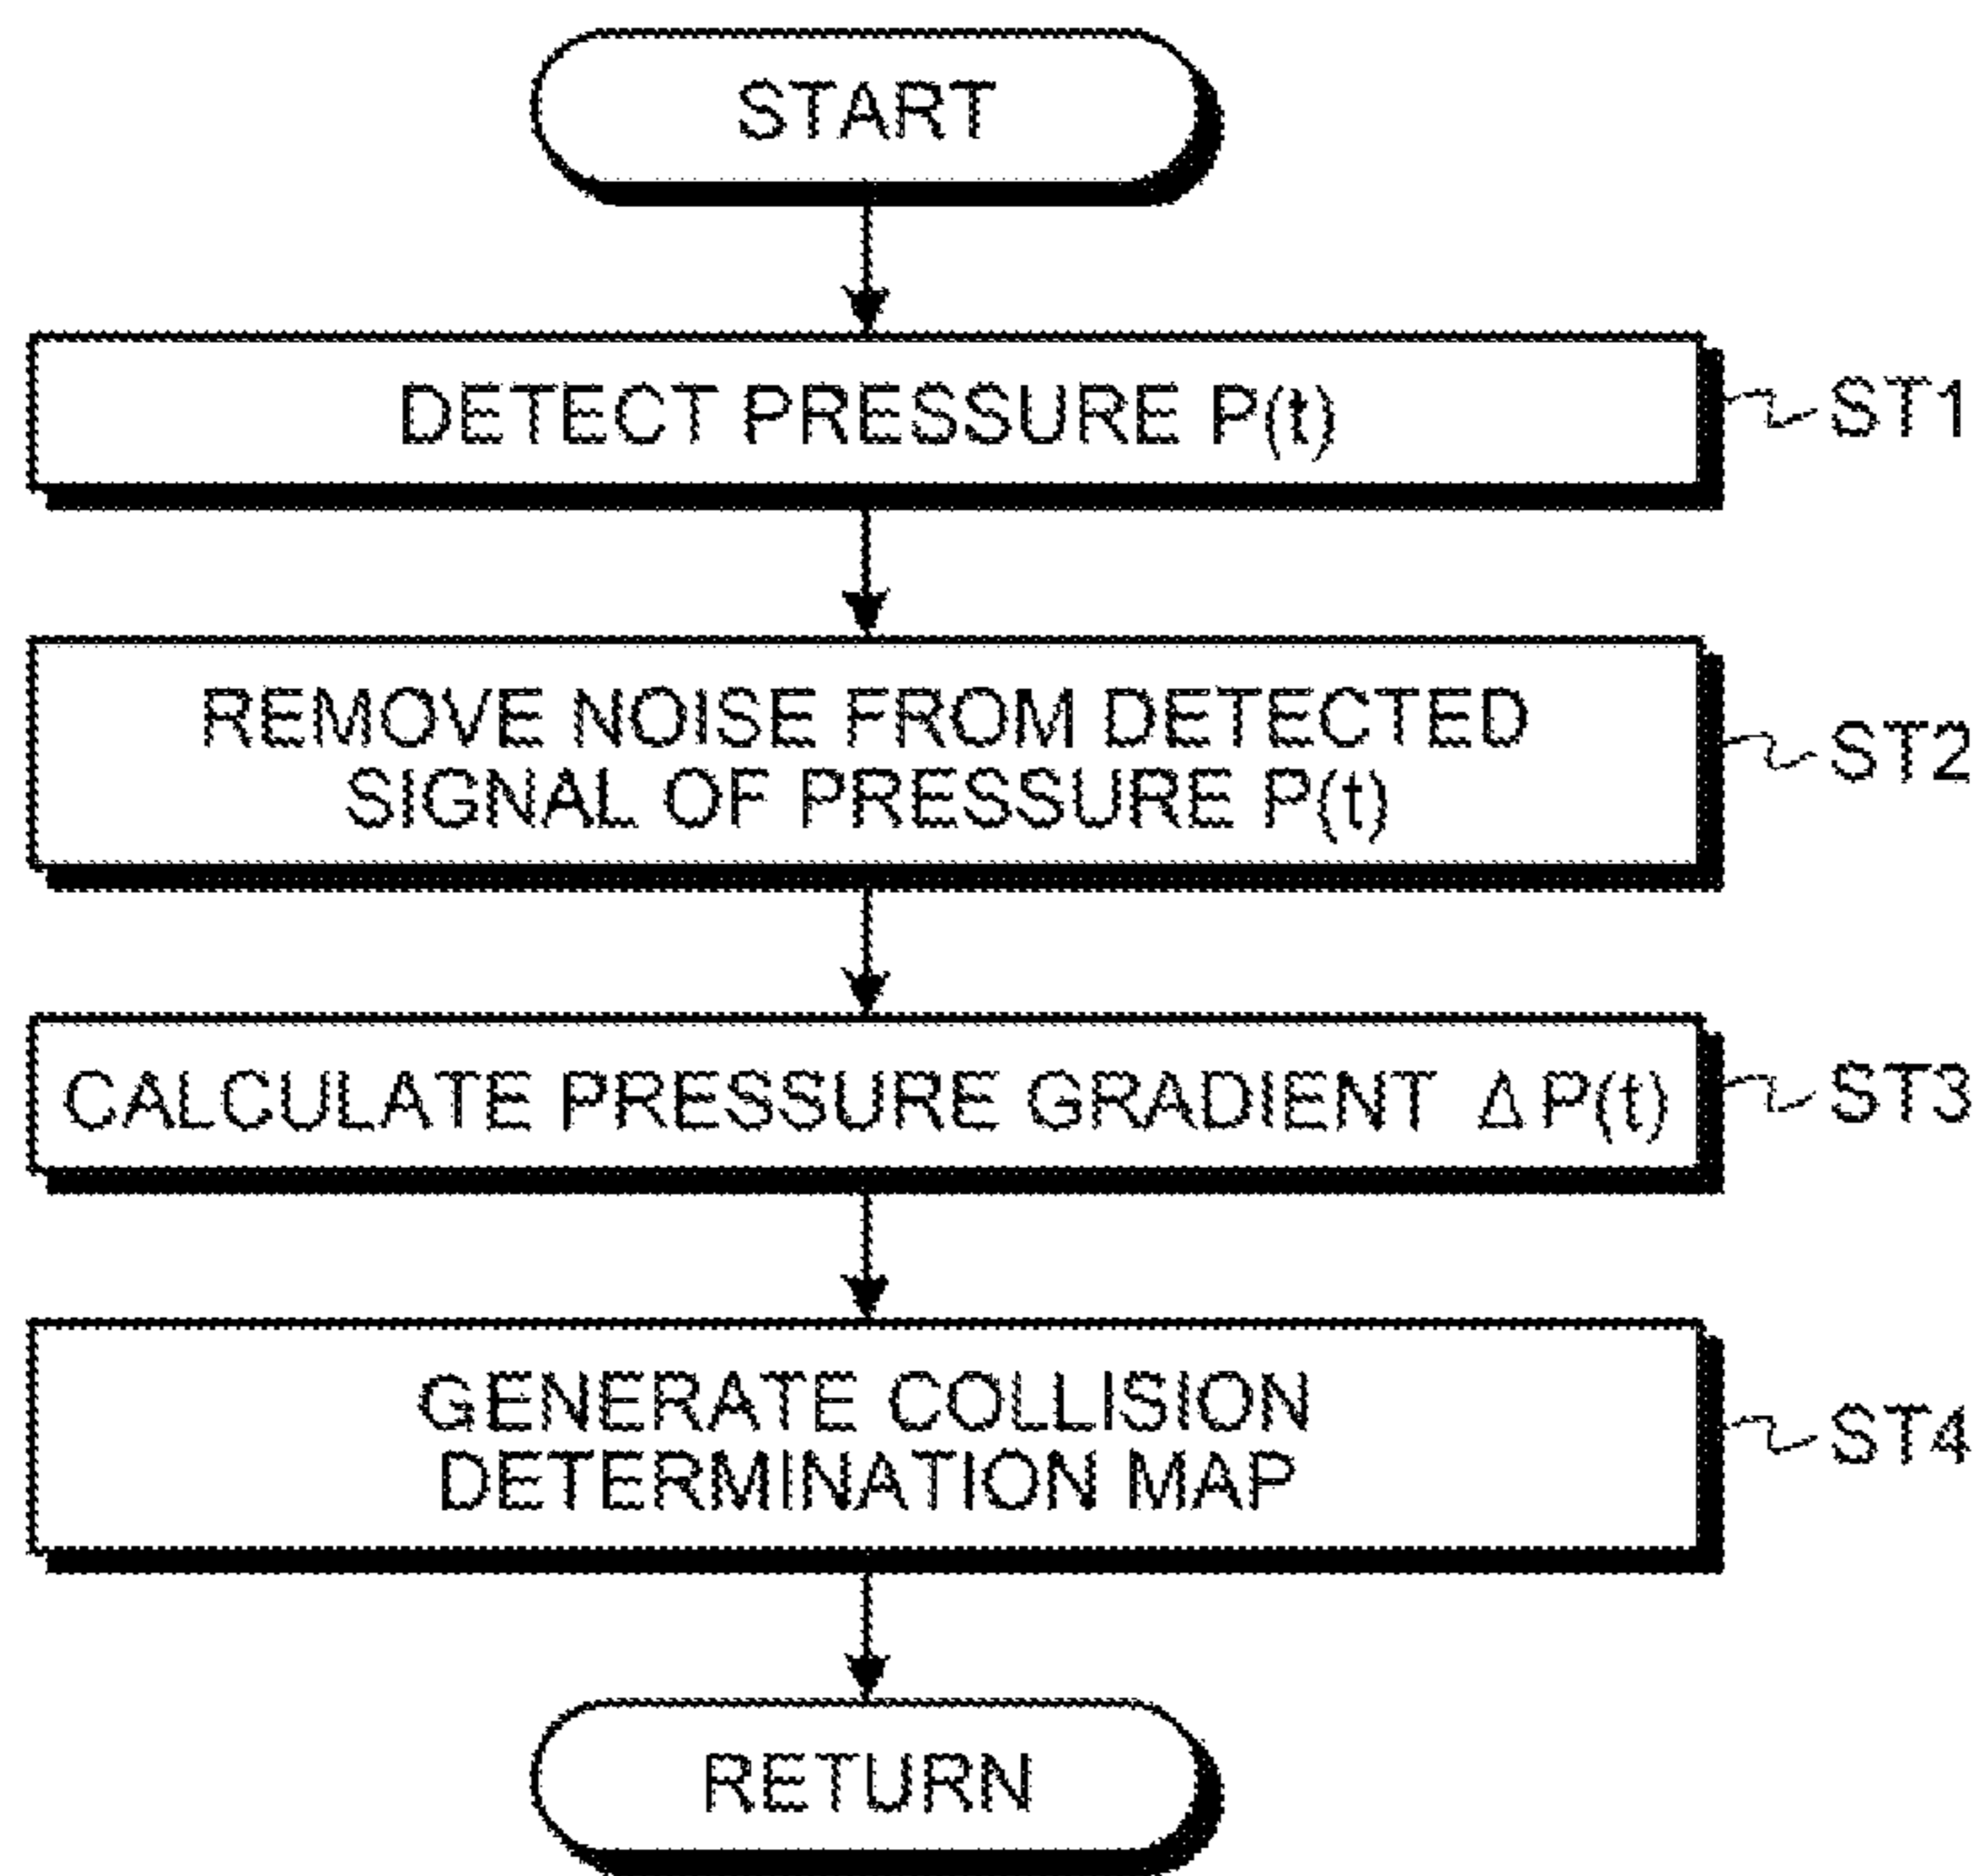 START
DETECT PRESSURE P(t)
ST1
REMOVE NOISE FROM DETECTED
SIGNAL OF PRESSURE P(t)
ST2
CALCULATE PRESSURE GRADIENT Δ P(t)
ST3
GENERATE COLLISION
DETERMINATION MAP
ST4
RETURN